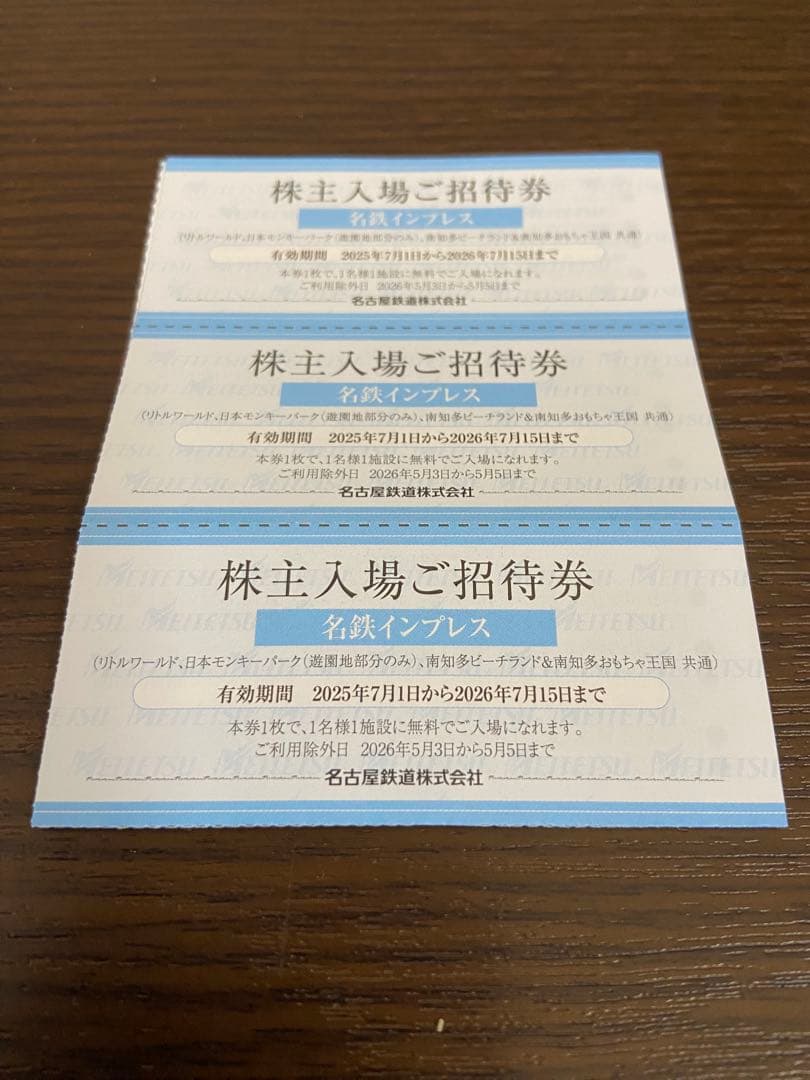 株主入場ご招待券
名鉄インプレス
(リトルワールド、日本モンキーパーク(遊園地部分のみ)、南知多ビーチランド&南知多おもちゃ王国 共通)
有効期間 2025年7月1日から2026年7月15日まで
本券1枚で、1名様1施設に無料でご入場になれます。
ご利用除外日 2026年5月3日から5月5日まで
名古屋鉄道株式会社
株主入場ご招待券
名鉄インプレス
(リトルワールド、日本モンキーパーク(遊園地部分のみ)、南知多ビーチランド&南知多おもちゃ王国 共通)
有効期間 2025年7月1日から2026年7月15日まで
本券1枚で、1名様1施設に無料でご入場になれます。
ご利用除外日 2026年5月3日から5月5日まで
名古屋鉄道株式会社
株主入場ご招待券
MEITETSU
名鉄インプレス
(リトルワールド、日本モンキーパーク(遊園地部分のみ)、南知多ビーチランド&南知多おもちゃ王国 共通)
有効期間 2025年7月1日から2026年7月15日まで
本券1枚で、1名様1施設に無料でご入場になれます。
ご利用除外日 2026年5月3日から5月5日まで
名古屋鉄道株式会社